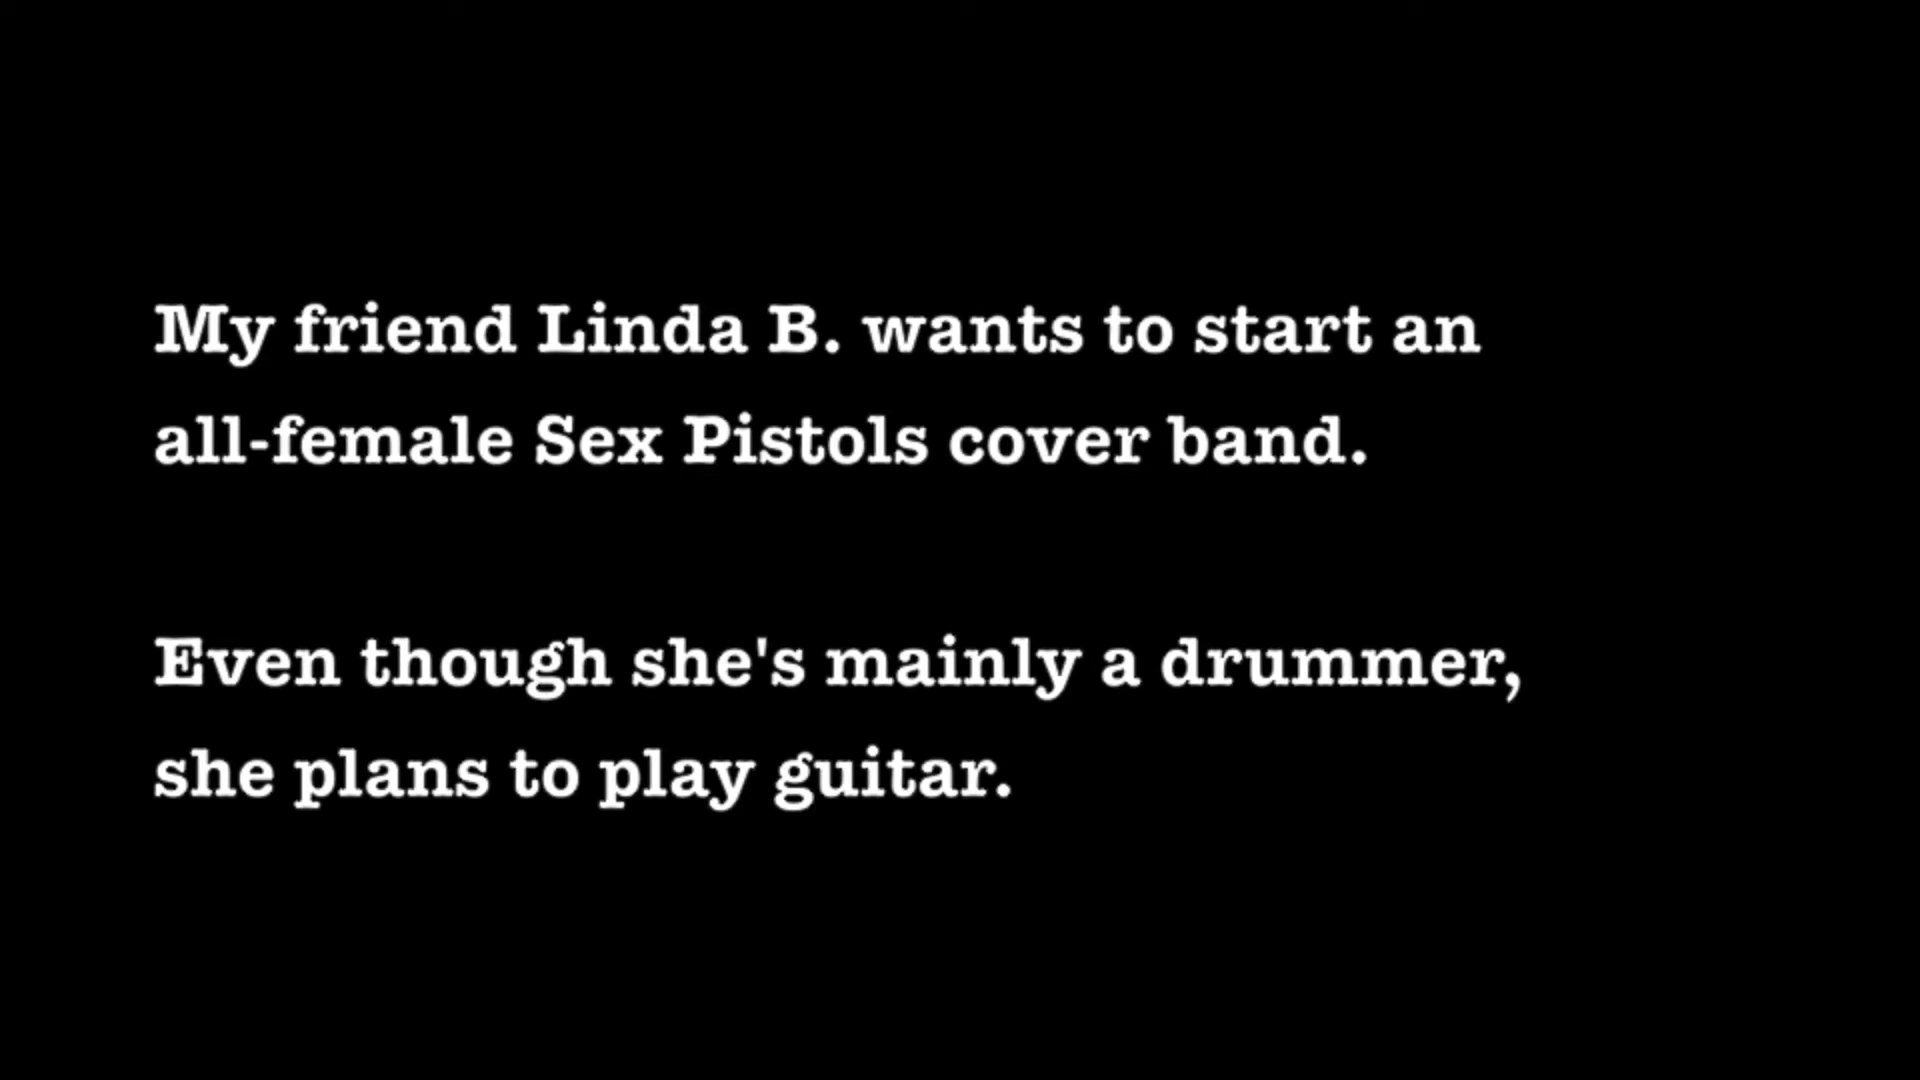 My friend Linda B. wants to start an
all-female Sex Pistols cover band.
Even though she's mainly a drummer,
she plans to play guitar.